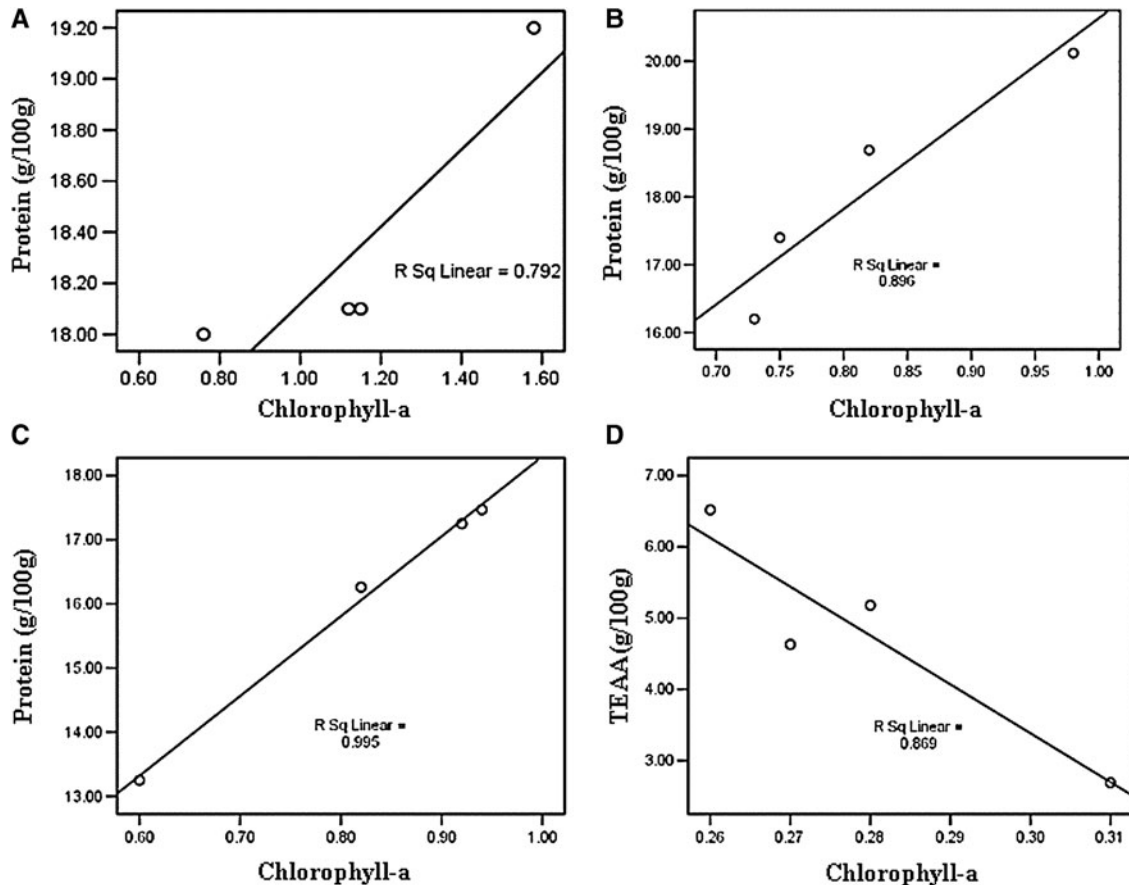 A
19.20
19.00
18.80
18.60
18.40
18.20
18.00
Protein (g/100g)
R Sq Linear = 0.792
0.60 0.80 1.00 1.20 1.40 1.60
Chlorophyll-a
B
20.00
19.00
18.00
17.00
16.00
Protein (g/100g)
R Sq Linear =
0.896
0.70 0.75 0.80 0.85 0.90 0.95 1.00
Chlorophyll-a
C
18.00
17.00
16.00
15.00
14.00
13.00
Protein (g/100g)
R Sq Linear =
0.995
0.60 0.70 0.80 0.90 1.00
Chlorophyll-a
D
7.00
6.00
5.00
4.00
3.00
TEAA(g/100g)
R Sq Linear =
0.869
0.26 0.27 0.28 0.29 0.30 0.31
Chlorophyll-a